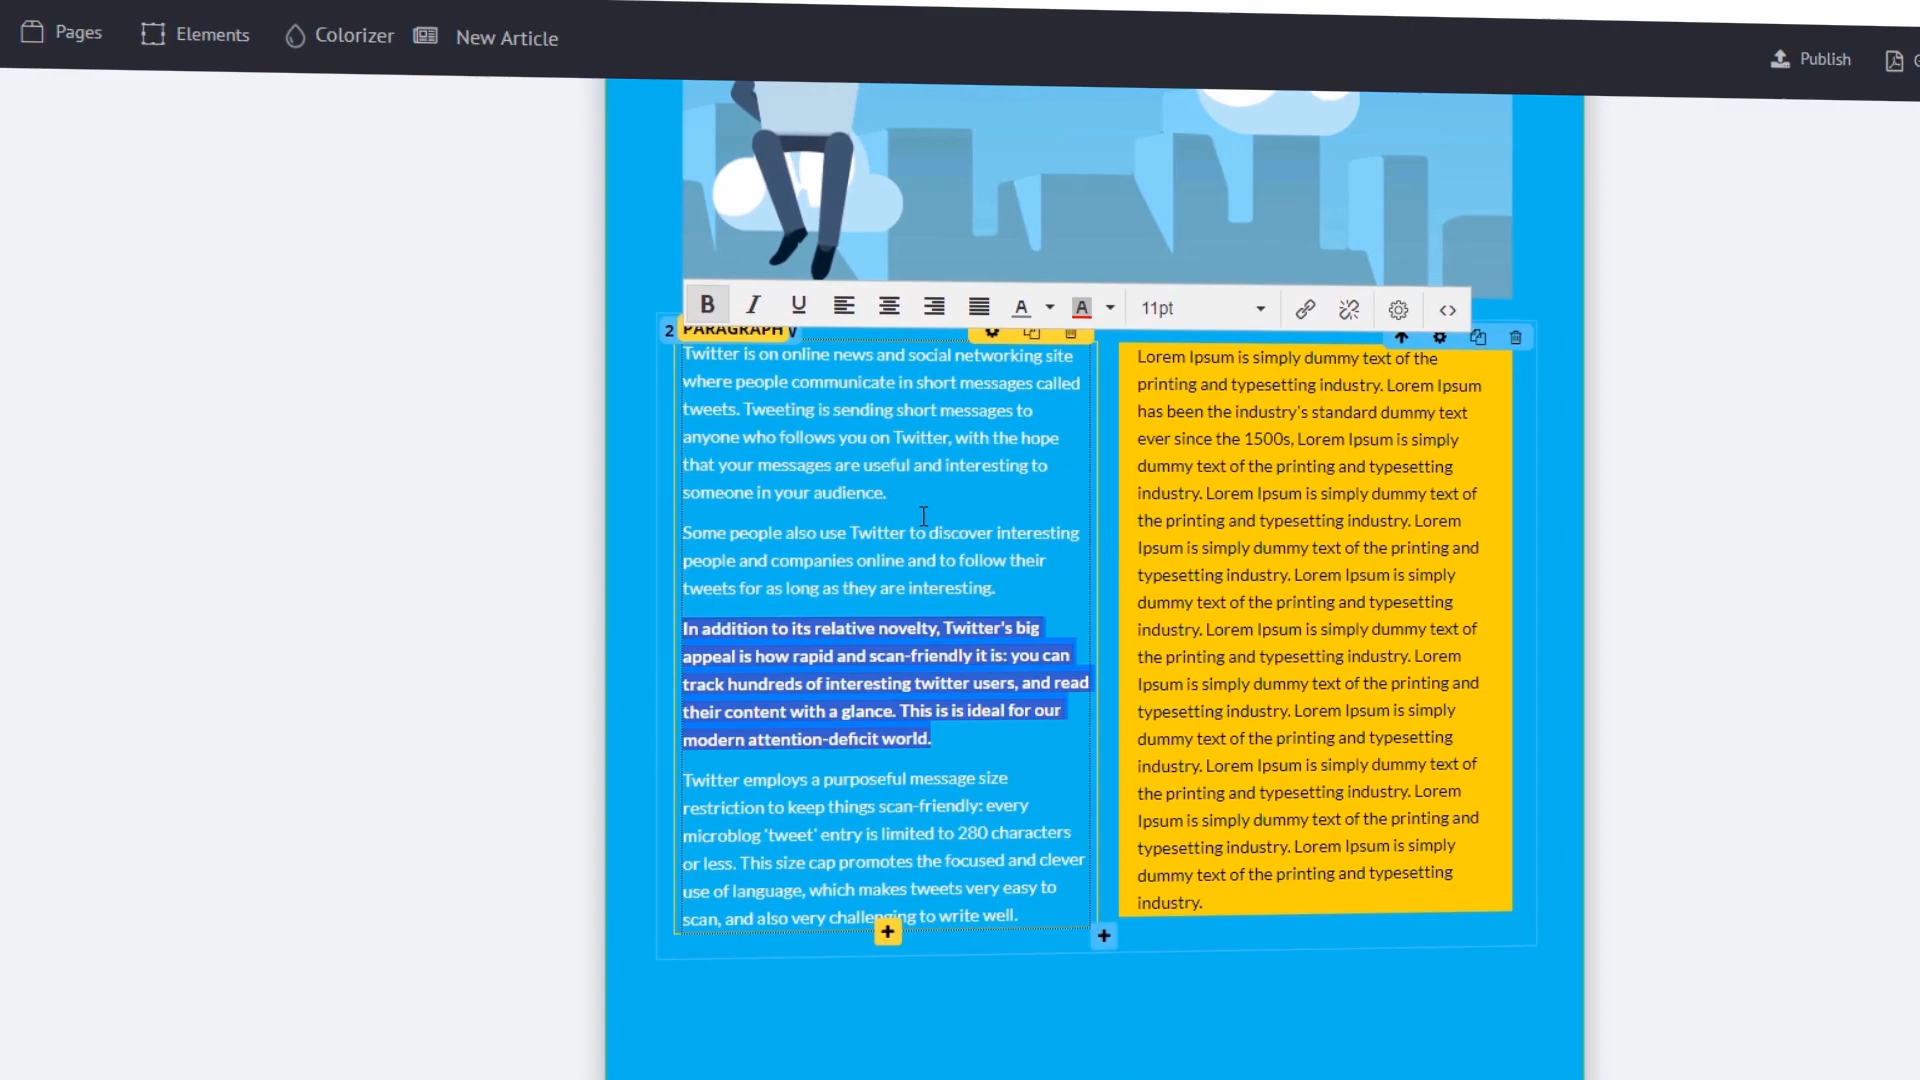 Pages
Elements
Colorizer
New Article
Publish
B I U
A
A
11pt
2
PARAGRAPH
Twitter is on online news and social networking site
where people communicate in short messages called
tweets. Tweeting is sending short messages to
anyone who follows you on Twitter, with the hope
that your messages are useful and interesting to
someone in your audience.
Some people also use Twitter to discover interesting
people and companies online and to follow their
tweets for as long as they are interesting.
In addition to its relative novelty, Twitter's big
appeal is how rapid and scan-friendly it is: you can
track hundreds of interesting twitter users, and read
their content with a glance. This is is ideal for our
modern attention-deficit world.
Twitter employs a purposeful message size
restriction to keep things scan-friendly: every
microblog 'tweet' entry is limited to 280 characters
or less. This size cap promotes the focused and clever
use of language, which makes tweets very easy to
scan, and also very challenging to write well.
Lorem Ipsum is simply dummy text of the
printing and typesetting industry. Lorem Ipsum
has been the industry's standard dummy text
ever since the 1500s, Lorem Ipsum is simply
dummy text of the printing and typesetting
industry. Lorem Ipsum is simply dummy text of
the printing and typesetting industry. Lorem
Ipsum is simply dummy text of the printing and
typesetting industry. Lorem Ipsum is simply
dummy text of the printing and typesetting
industry. Lorem Ipsum is simply dummy text of
the printing and typesetting industry. Lorem
Ipsum is simply dummy text of the printing and
typesetting industry. Lorem Ipsum is simply
dummy text of the printing and typesetting
industry. Lorem Ipsum is simply dummy text of
the printing and typesetting industry. Lorem
Ipsum is simply dummy text of the printing and
typesetting industry. Lorem Ipsum is simply
dummy text of the printing and typesetting
industry.